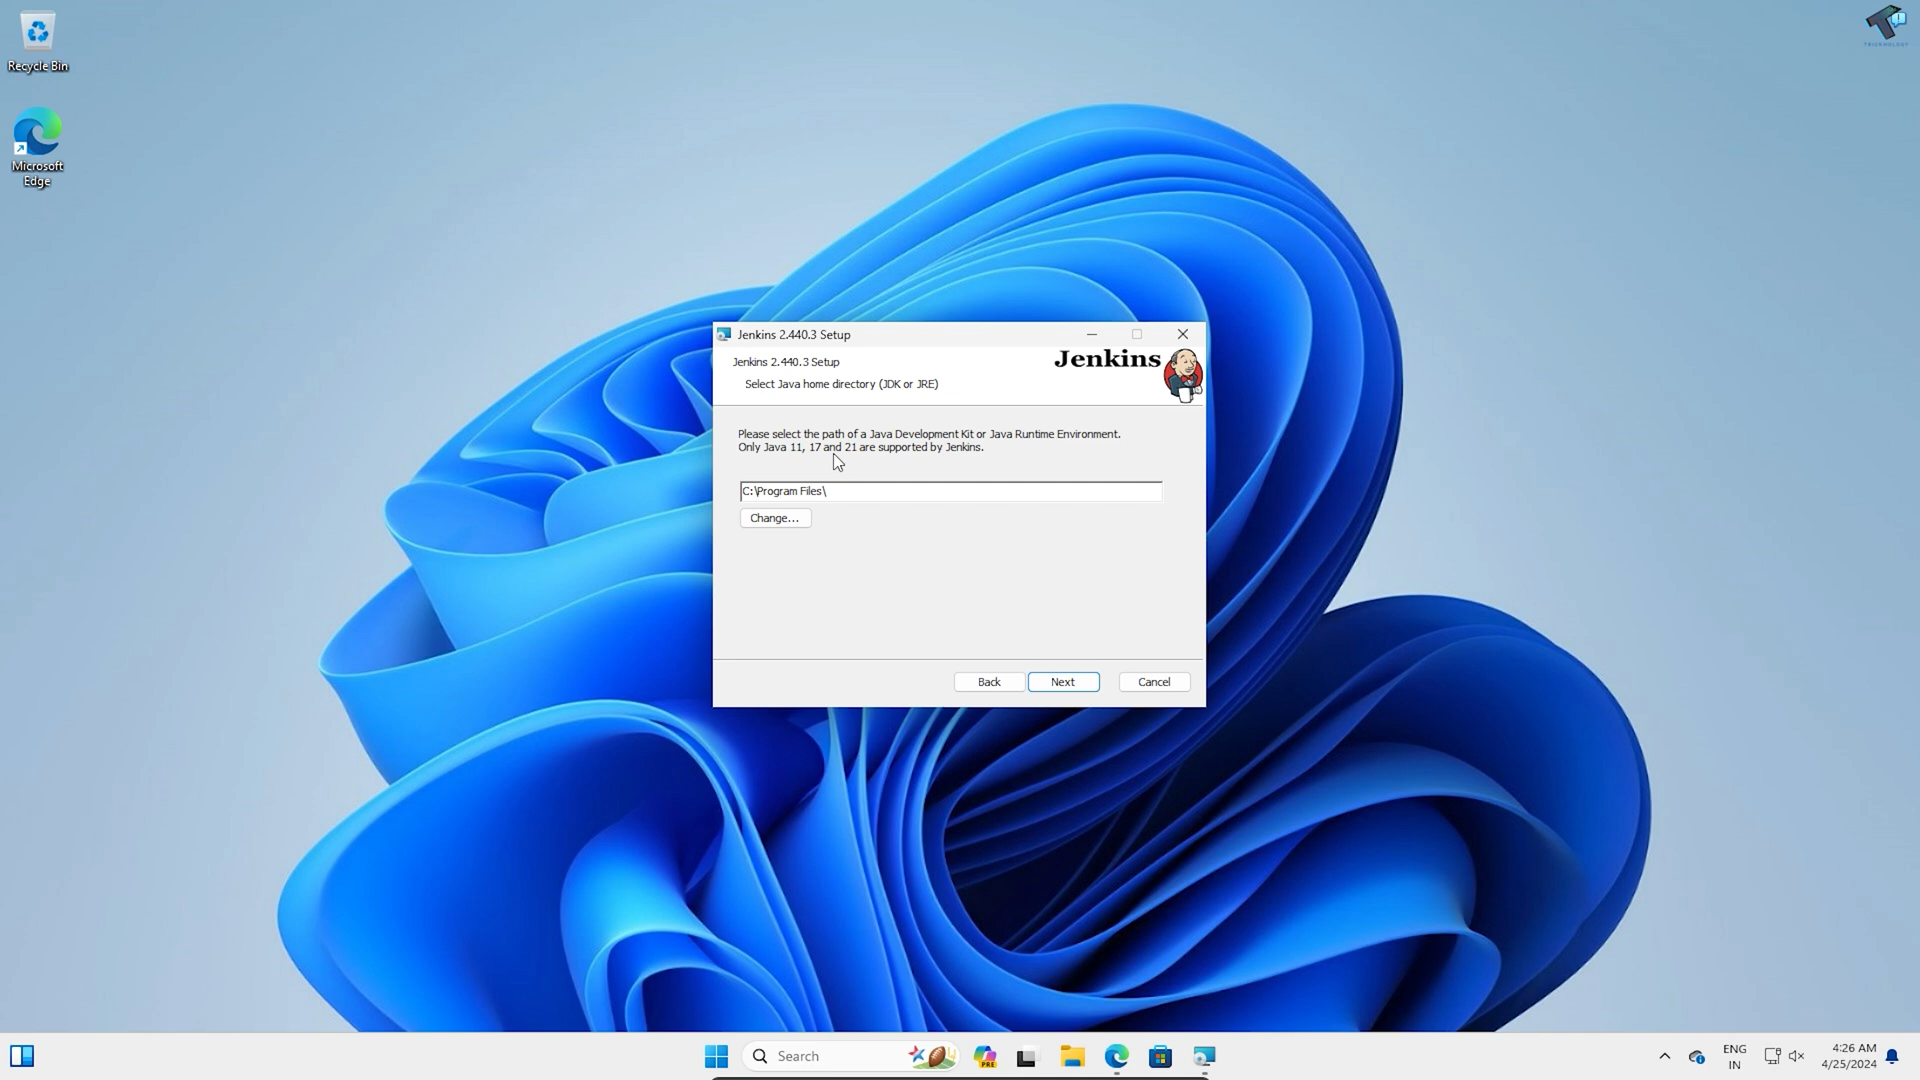 Recycle Bin
Microsoft
Edge
TRICKNOLOGY
Jenkins 2.440.3 Setup
Jenkins 2.440.3 Setup
Jenkins
Select Java home directory (JDK or JRE)
Please select the path of a Java Development Kit or Java Runtime Environment.
Only Java 11, 17 and 21 are supported by Jenkins.
C:\Program Files\
Change...
Back
Next
Cancel
Search
PRE
ENG
IN
4:26 AM
4/25/2024